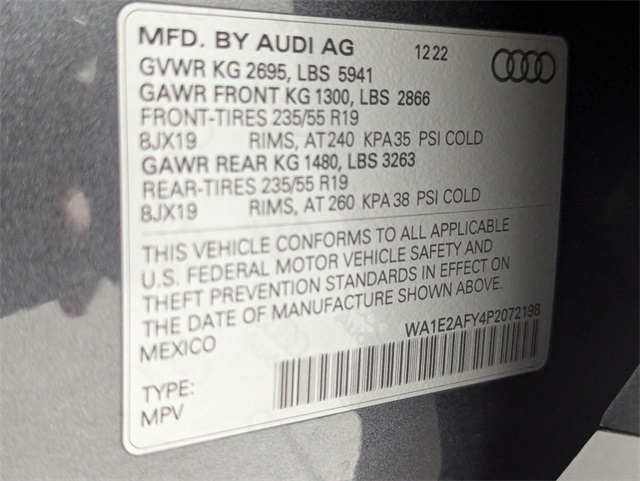 MFD. BY AUDI AG 12 22
GVWR KG 2695, LBS 5941
GAWR FRONT KG 1300, LBS 2866
FRONT-TIRES 235/55 R19
8JX19 RIMS, AT 240 KPA 35 PSI COLD
GAWR REAR KG 1480, LBS 3263
REAR-TIRES 235/55 R19
8JX19 RIMS, AT 260 KPA 38 PSI COLD
THIS VEHICLE CONFORMS TO ALL APPLICABLE
U.S. FEDERAL MOTOR VEHICLE SAFETY AND
THEFT PREVENTION STANDARDS IN EFFECT ON
THE DATE OF MANUFACTURE SHOWN ABOVE.
MEXICO WA1E2AFY4P2072198
TYPE:
MPV